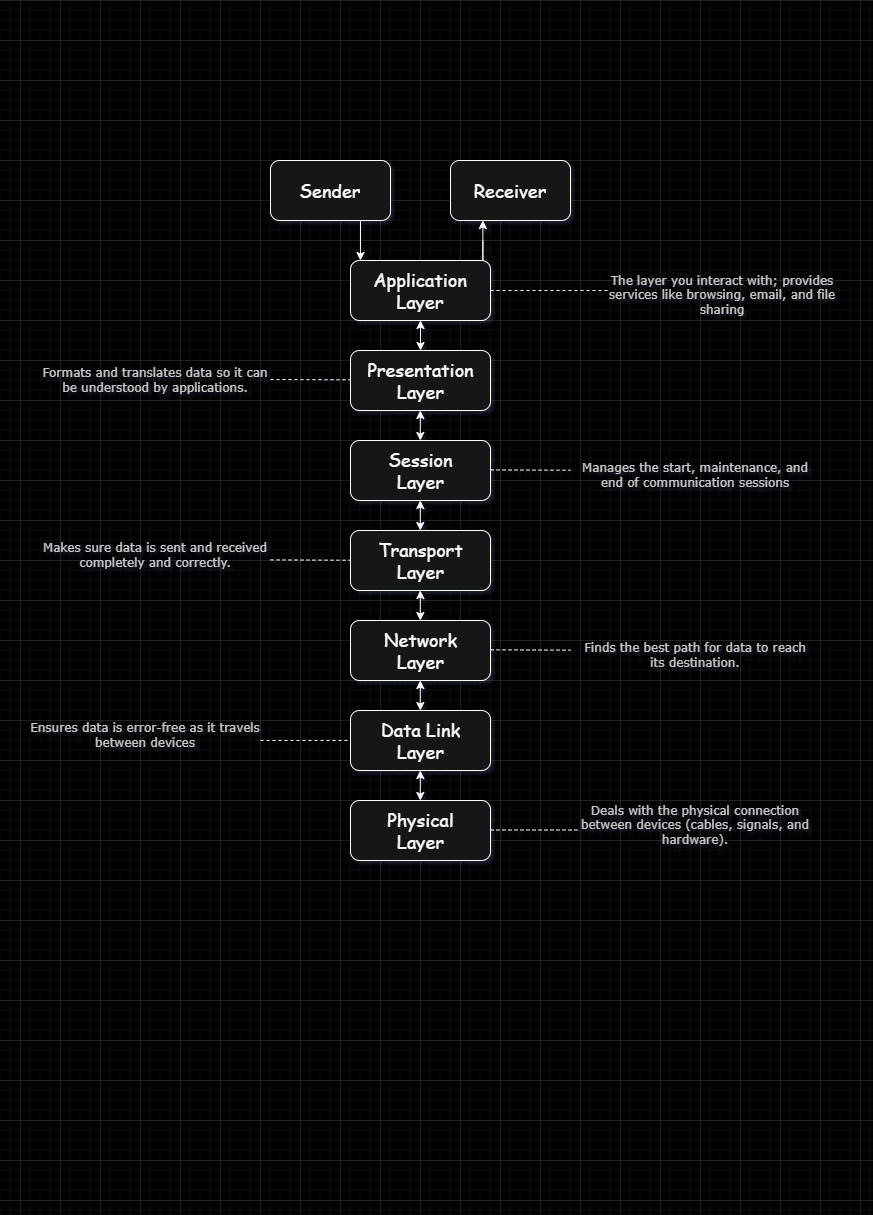 Sender
Receiver
Application
Layer
The layer you interact with; provides
services like browsing, email, and file
sharing
Formats and translates data so it can
be understood by applications.
Presentation
Layer
Session
Layer
Manages the start, maintenance, and
end of communication sessions
Makes sure data is sent and received
completely and correctly.
Transport
Layer
Network
Layer
Finds the best path for data to reach
its destination.
Ensures data is error-free as it travels
between devices
Data Link
Layer
Physical
Layer
Deals with the physical connection
between devices (cables, signals, and
hardware).